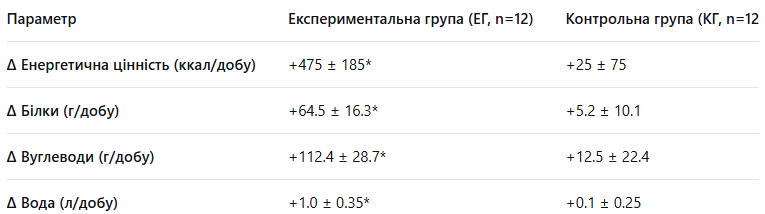 Параметр Експериментальна група (ЕГ, n=12) Контрольна група (КГ, n=12
Δ Енергетична цінність (ккал/добу) +475 ± 185* +25 ± 75
Δ Білки (г/добу) +64.5 ± 16.3* +5.2 ± 10.1
Δ Вуглеводи (г/добу) +112.4 ± 28.7* +12.5 ± 22.4
Δ Вода (л/добу) +1.0 ± 0.35* +0.1 ± 0.25